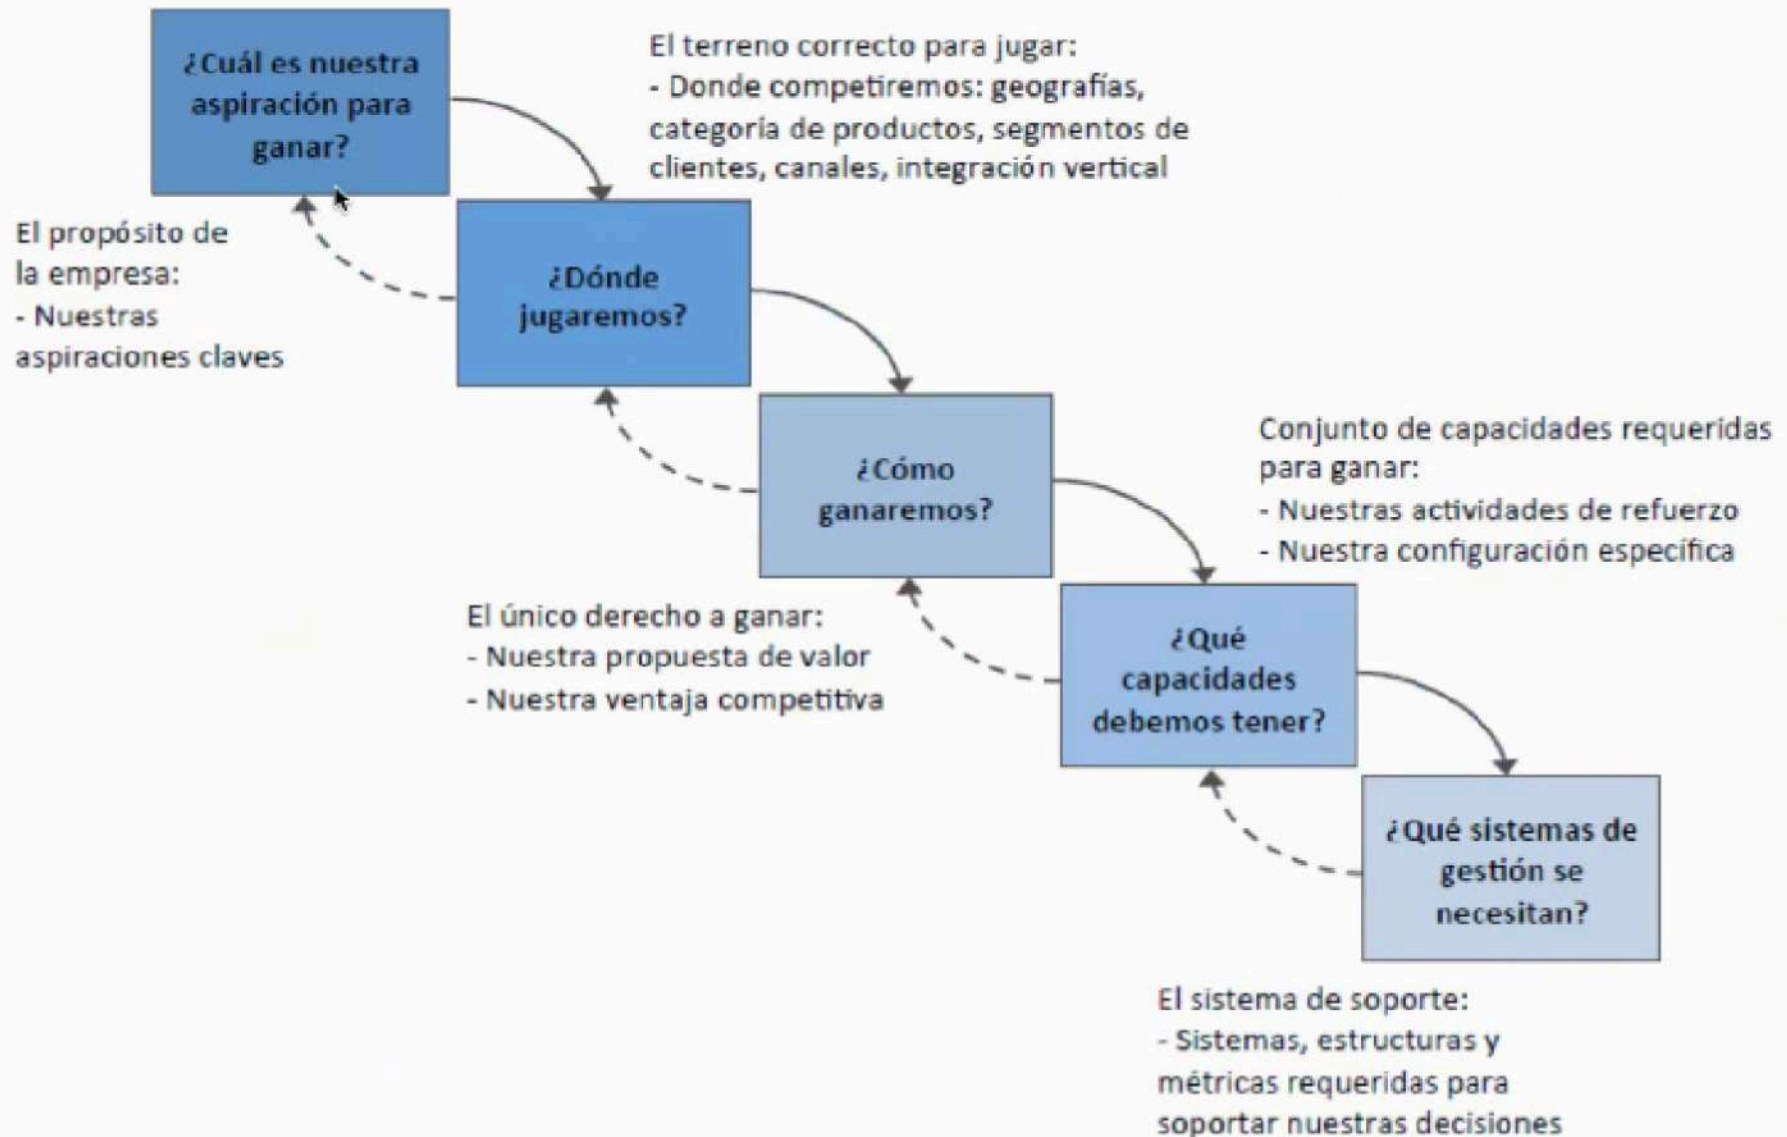 ¿Cuál es nuestra
aspiración para
ganar?
El terreno correcto para jugar:
- Donde competiremos: geografías,
categoría de productos, segmentos de
clientes, canales, integración vertical
El propósito de
la empresa:
- Nuestras
aspiraciones claves
¿Dónde
jugaremos?
¿Cómo
ganaremos?
El único derecho a ganar:
- Nuestra propuesta de valor
- Nuestra ventaja competitiva
Conjunto de capacidades requeridas
para ganar:
- Nuestras actividades de refuerzo
- Nuestra configuración específica
¿Qué
capacidades
debemos tener?
¿Qué sistemas de
gestión se
necesitan?
El sistema de soporte:
- Sistemas, estructuras y
métricas requeridas para
soportar nuestras decisiones